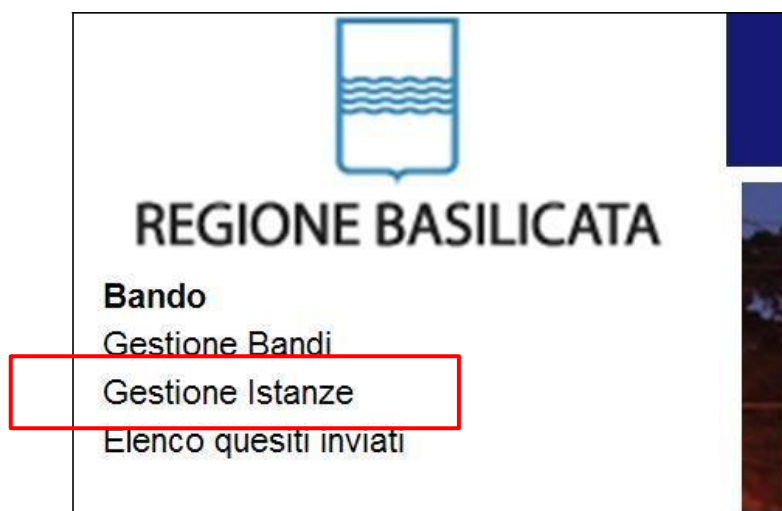 REGIONE BASILICATA
Bando
Gestione Bandi
Gestione Istanze
Elenco quesiti inviati